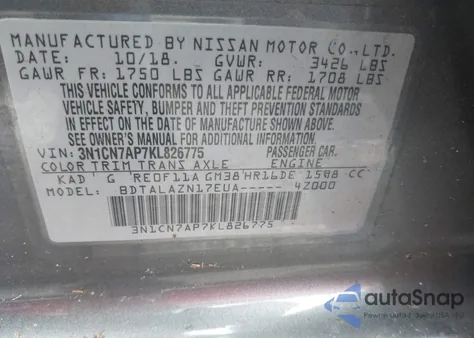 MANUFACTURED BY NISSAN MOTOR CO., LTD.
DATE: 10/18. GVWR: 3426 LBS
GAWR FR: 1750 LBS GAWR RR: 1708 LBS
THIS VEHICLE CONFORMS TO ALL APPLICABLE FEDERAL MOTOR
VEHICLE SAFETY, BUMPER AND THEFT PREVENTION STANDARDS
IN EFFECT ON THE DATE OF MANUFACTURE SHOWN ABOVE.
SEE OWNER'S MANUAL FOR ADDITIONAL INFORMATION.
VIN: 3N1CN7AP7KL826775 PASSENGER CAR.
COLOR TRIM TRANS AXLE ENGINE
KAD G RE0F11A GM38 HR16DE 1598 CC
MODEL: BDTALAZN17EUA----- 4Z000
3N1CN7AP7KL826775
autoSnap